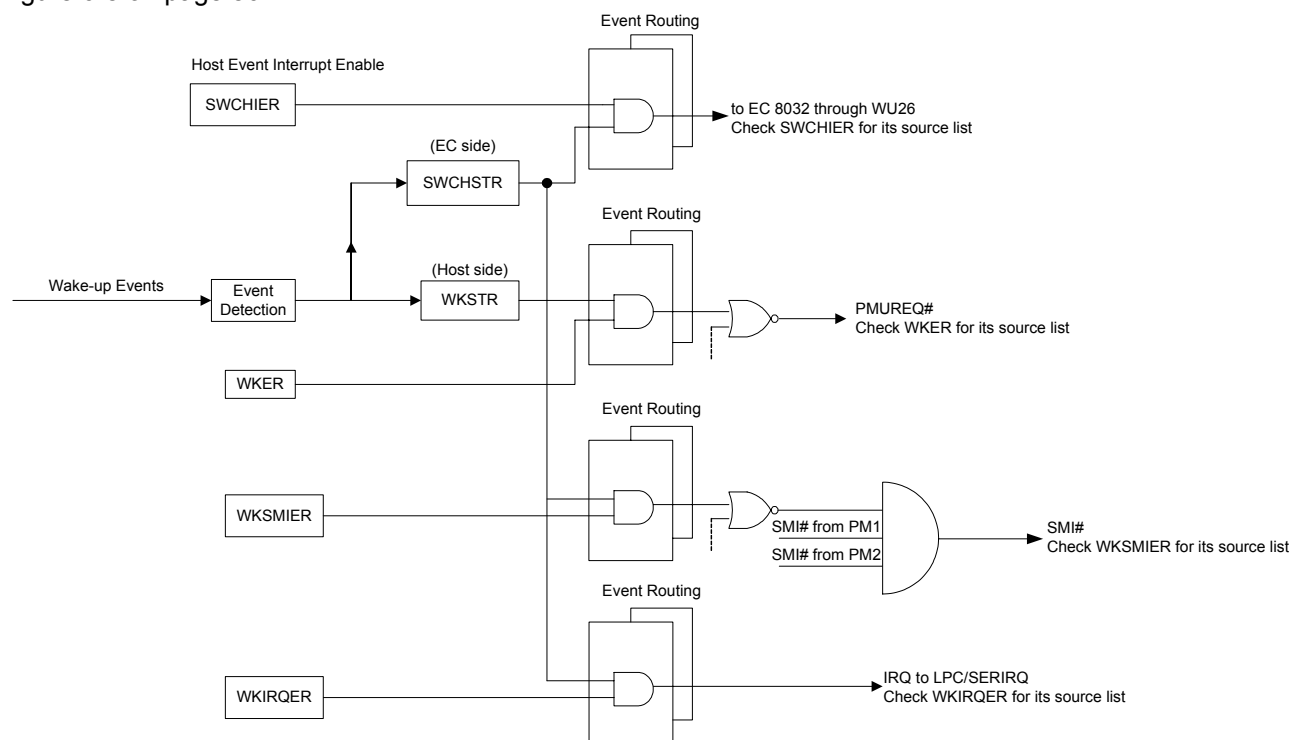 Event Routing
Host Event Interrupt Enable
SWCHIER
to EC 8032 through WU26
Check SWCHIER for its source list
(EC side)
SWCHSTR
Event Routing
Wake-up Events
Event
Detection
(Host side)
WKSTR
PMUREQ#
Check WKER for its source list
WKER
Event Routing
WKSMIER
SMI# from PM1
SMI# from PM2
SMI#
Check WKSMIER for its source list
Event Routing
WKIRQER
IRQ to LPC/SERIRQ
Check WKIRQER for its source list